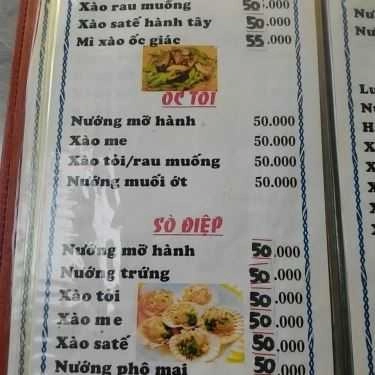 Xào rau muống 50.000
Xào satế hành tây 50.000
Mì xào ốc giác 55.000
ỐC TỎI
Nướng mỡ hành 50.000
Xào me 50.000
Xào tỏi/rau muống 50.000
Nướng muối ớt 50.000
SÒ ĐIỆP
Nướng mỡ hành 50.000
Nướng trứng 50.000
Xào tỏi 50.000
Xào me 50.000
Xào satế 50.000
Nướng phô mai 50.000